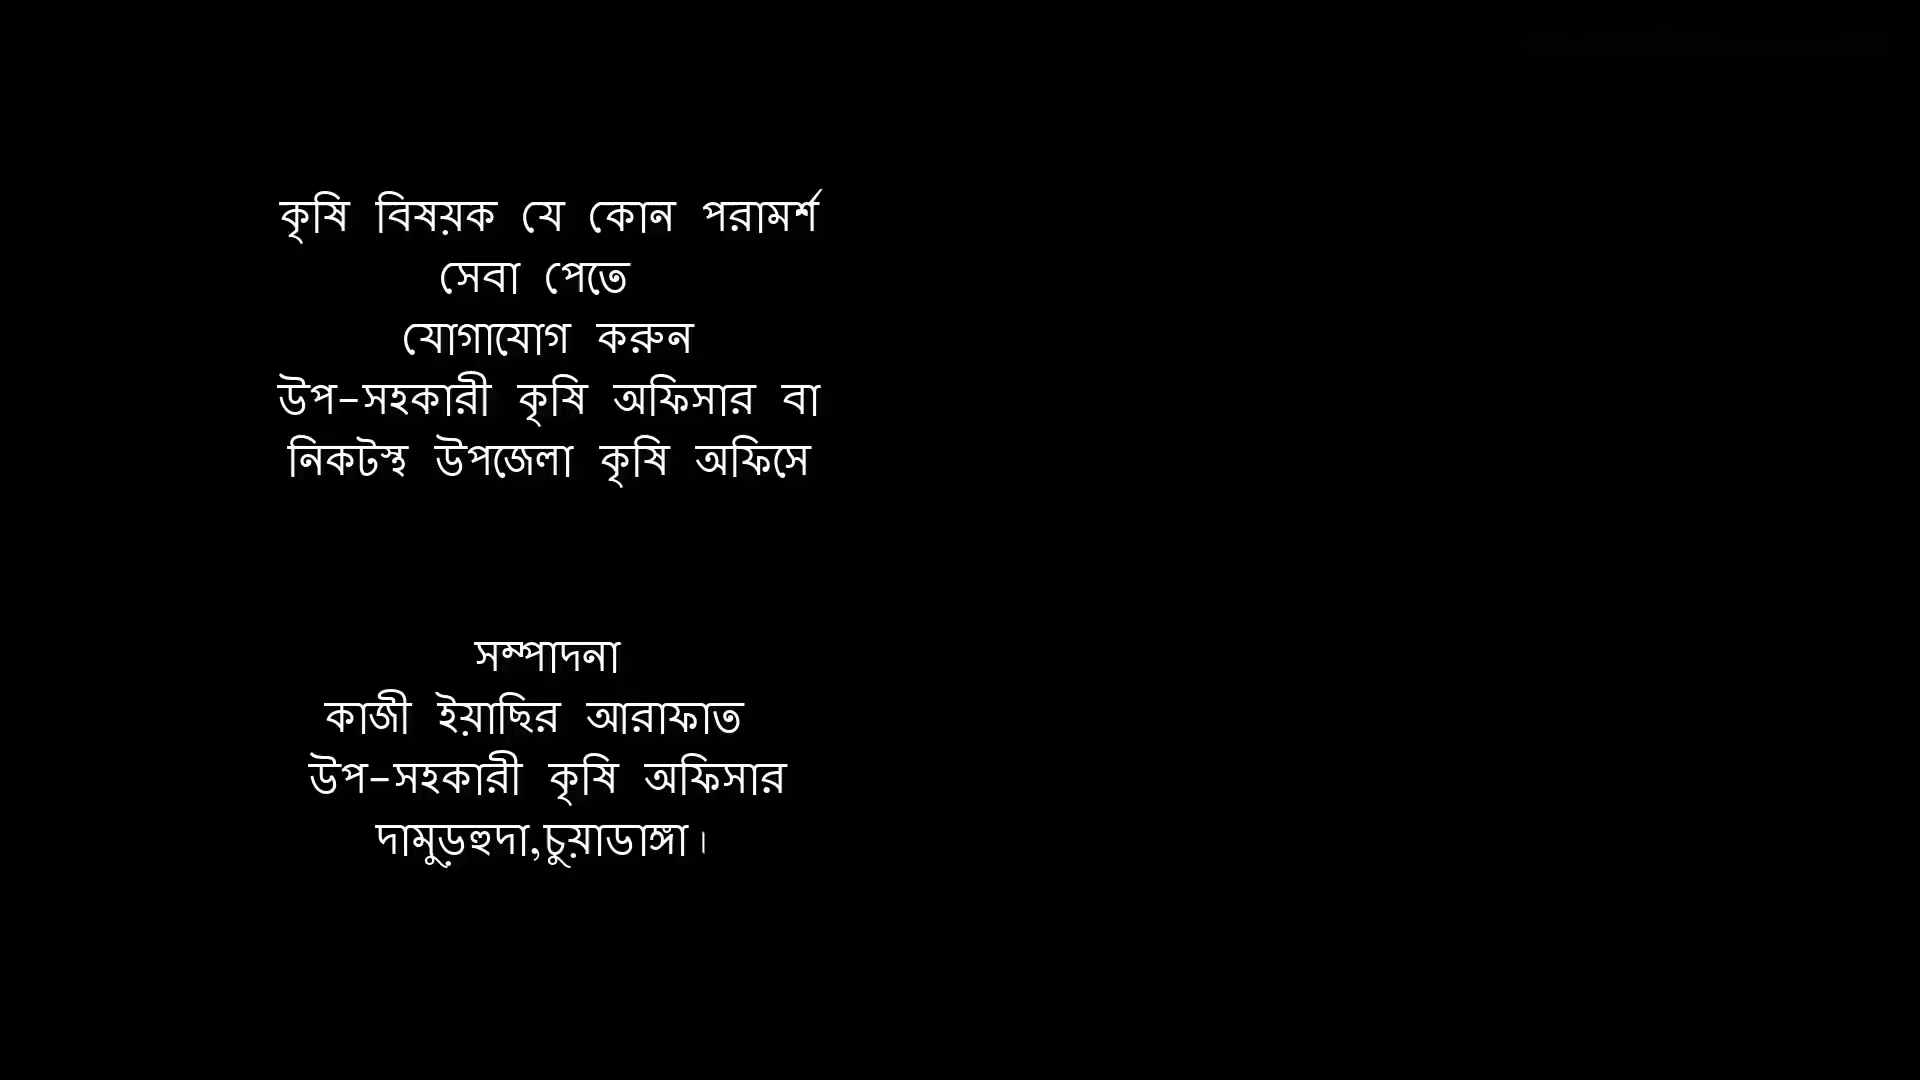 কৃষি বিষয়ক যে কোন পরামর্শ
সেবা পেতে
যোগাযোগ করুন
উপ-সহকারী কৃষি অফিসার বা
নিকটস্থ উপজেলা কৃষি অফিসে
সম্পাদনা
কাজী ইয়াছির আরাফাত
উপ-সহকারী কৃষি অফিসার
দামুড়হুদা,চুয়াডাঙ্গা।